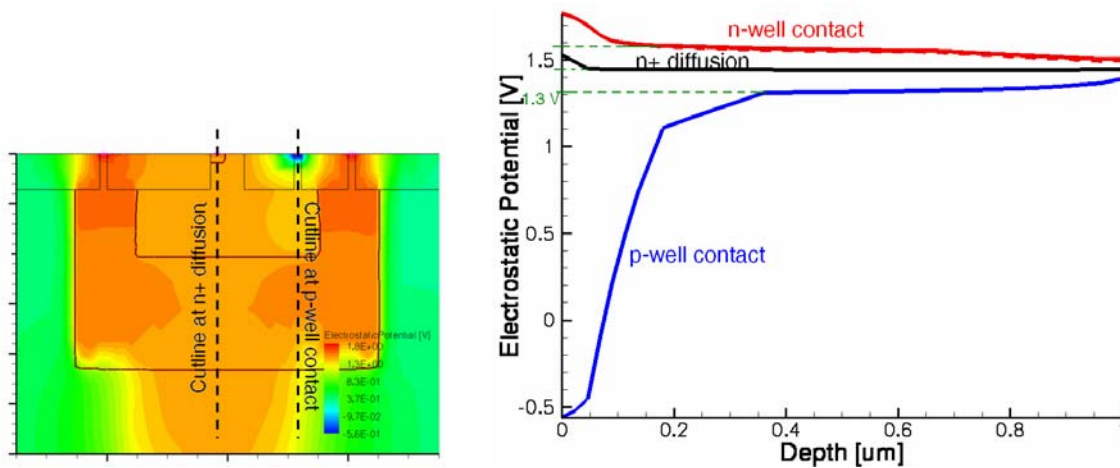 Cutline at n+ diffusion
Cutline at p-well contact
ElectrostaticPotential [V]
1.8E+00
1.3E+00
8.3E-01
3.7E-01
-9.7E-02
-5.6E-01
Electrostatic Potential [V]
1.5
1.3 V
1
0.5
0
-0.5
n-well contact
n+ diffusion
p-well contact
0
0.2
0.4
0.6
0.8
Depth [um]